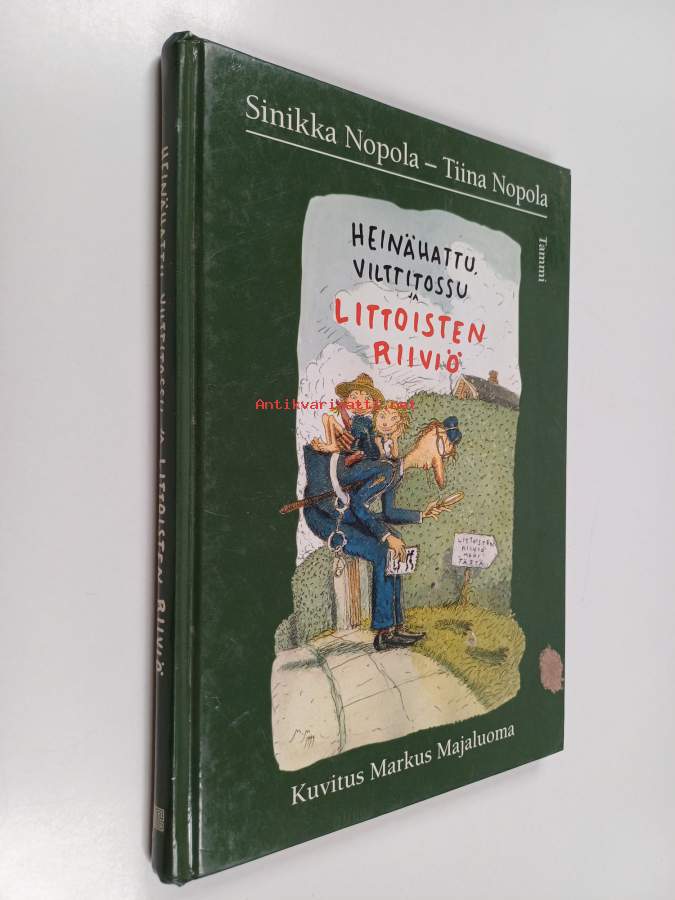 Sinikka Nopola – Tiina Nopola
Tammi
HEINÄHATTU,
VILTTITOSSU
JA
LITTOISTEN
RIIVIÖ
Antikvariaatti.net
LITTOISTEN
RIIVIÖ
MENI
TÄSTÄ
Kuvitus Markus Majaluoma
HEINÄHATTU, VILTTITOSSU JA LITTOISTEN RIIVIÖ